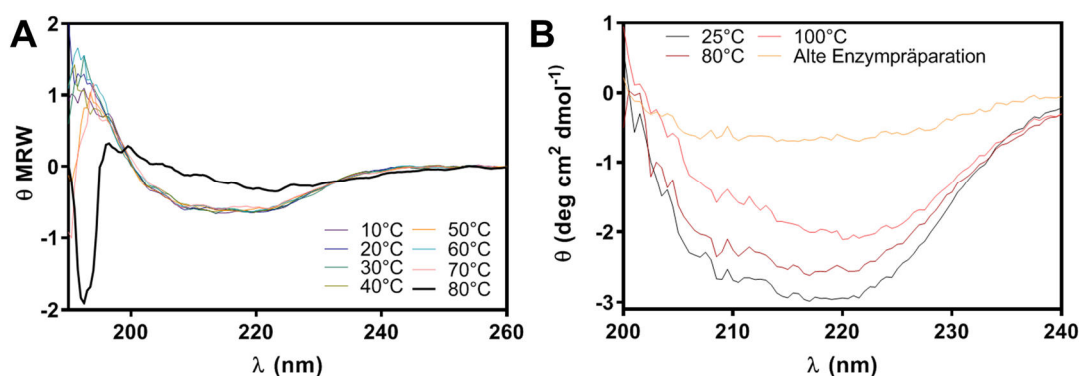 A
2
1
0
-1
-2
θ MRW
200
220
240
260
λ (nm)
10°C
20°C
30°C
40°C
50°C
60°C
70°C
80°C
B
1
0
-1
-2
-3
θ (deg cm² dmol⁻¹)
200
210
220
230
240
λ (nm)
25°C
80°C
100°C
Alte Enzympräparation